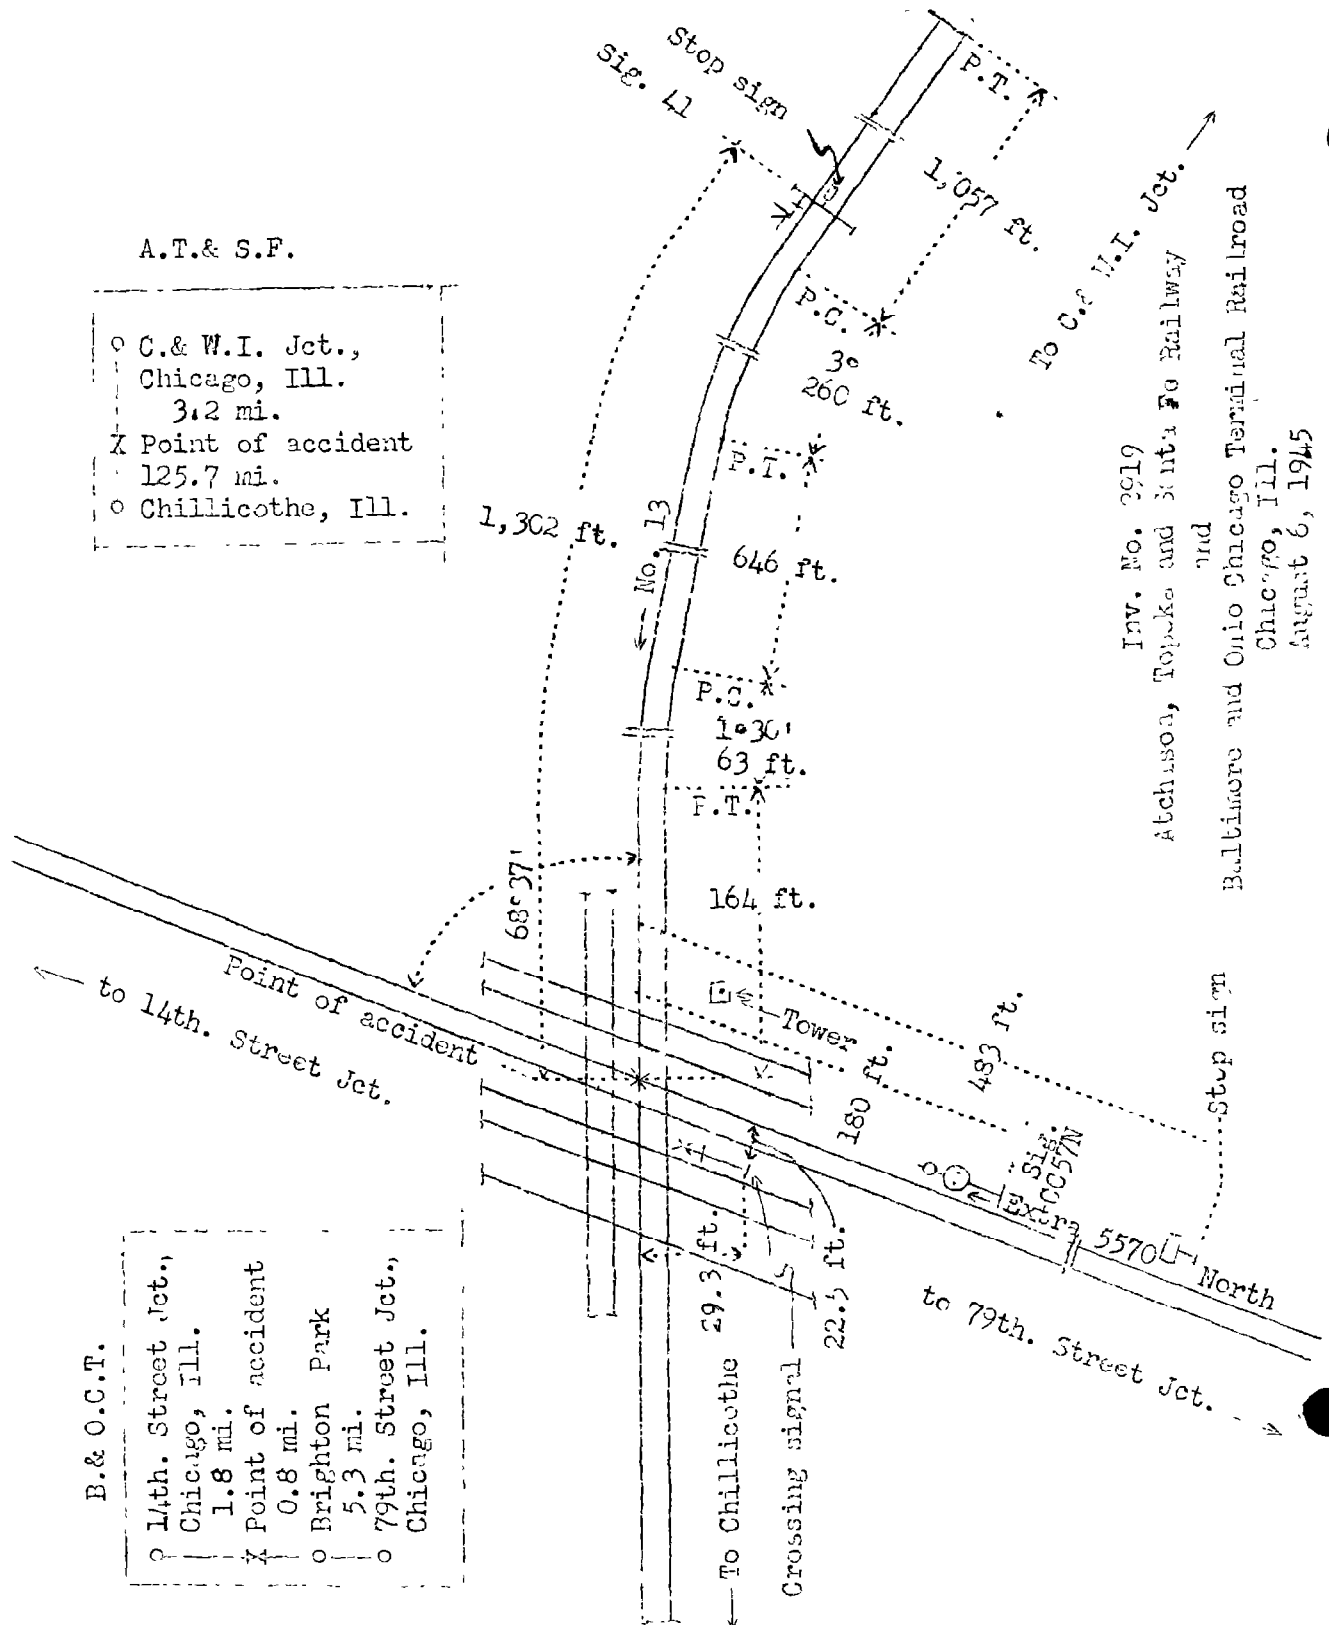 Stop sign
Sig. 41
P.T.
1,057 ft.
To C.& W.I. Jct.
A.T.& S.F.
C.& W.I. Jct.,
Chicago, Ill.
3.2 mi.
X Point of accident
125.7 mi.
Chillicothe, Ill.
P.C.
3°
260 ft.
P.T.
1,302 ft.
No. 13
646 ft.
P.C.
1°30'
63 ft.
P.T.
68°37'
164 ft.
Point of accident
to 14th. Street Jct.
Tower
180 ft.
483 ft.
Stop sign
Sig.
CC57N
Extra 5570 North
29.3 ft.
22.5 ft.
to 79th. Street Jct.
To Chillicothe
Crossing signal
B.& O.C.T.
14th. Street Jct.,
Chicago, Ill.
1.8 mi.
X Point of accident
0.8 mi.
Brighton Park
5.3 mi.
79th. Street Jct.,
Chicago, Ill.
Inv. No. 2919
Atchison, Topeka and Santa Fe Railway
and
Baltimore and Ohio Chicago Terminal Railroad
Chicago, Ill.
August 6, 1945